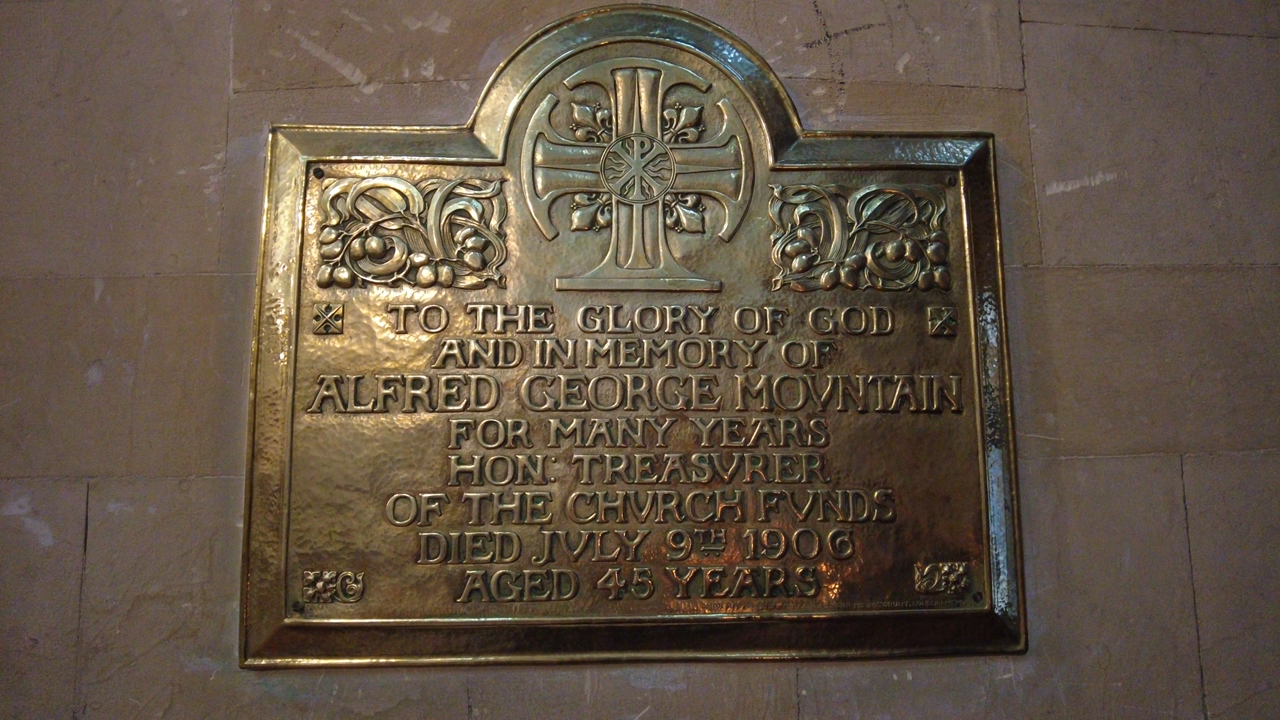 TO THE GLORY OF GOD
AND IN MEMORY OF
ALFRED GEORGE MOVNTAIN
FOR MANY YEARS
HON: TREASVRER
OF THE CHVRCH FVNDS
DIED JVLY 9TH 1906
AGED 45 YEARS